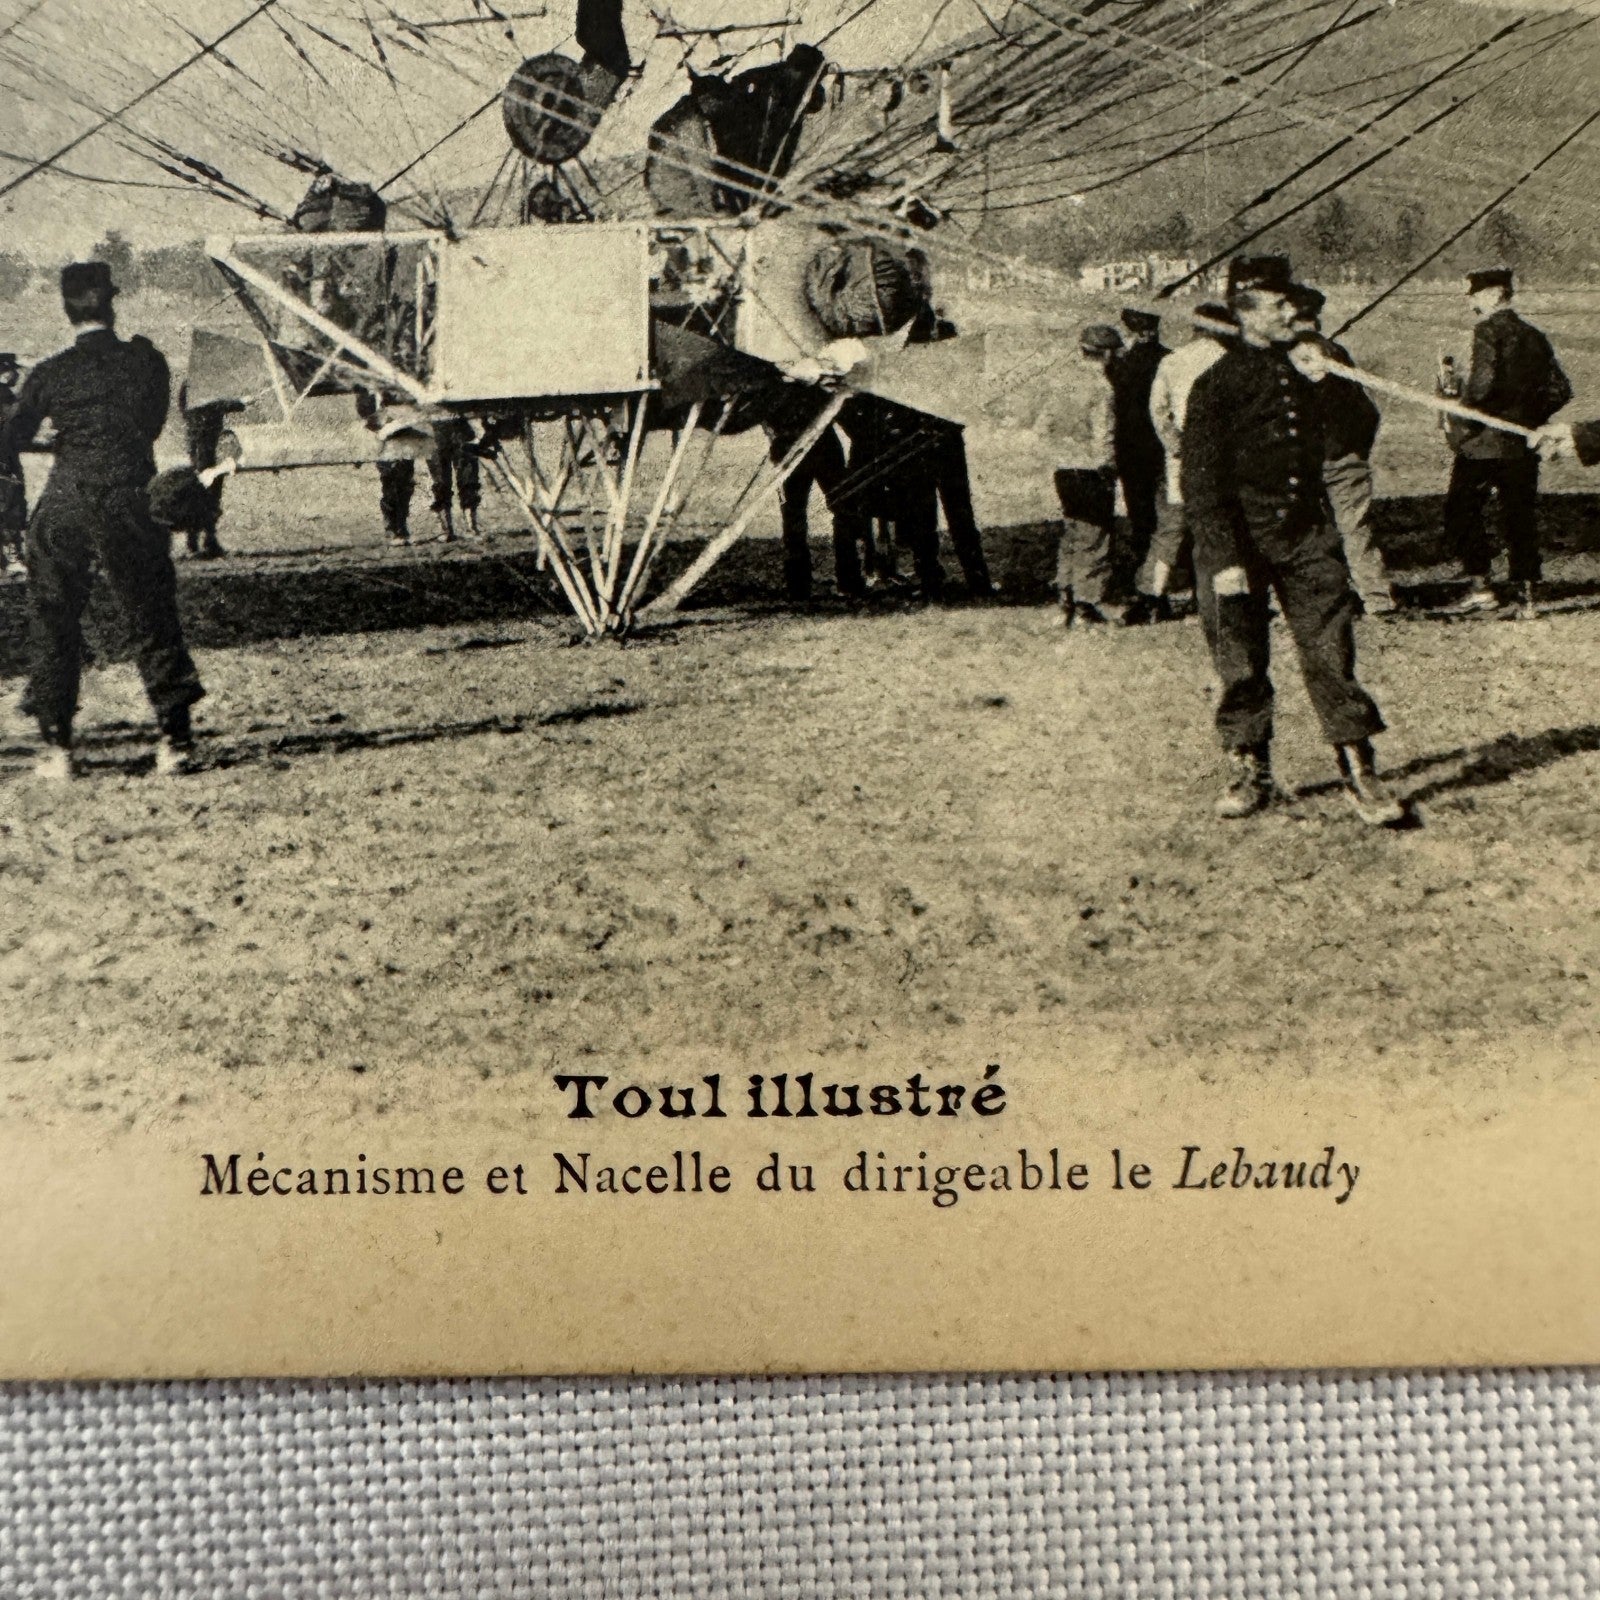 Toul illustré
Mécanisme et Nacelle du dirigeable le Lebaudy